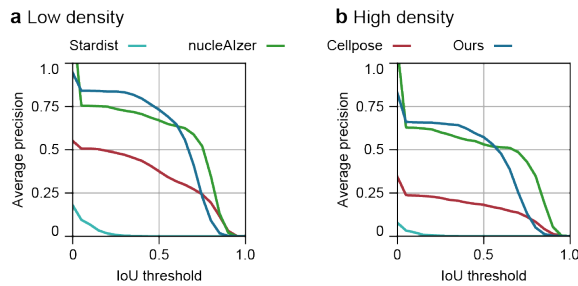 a Low density
b High density
Stardist
nucleAIzer
Cellpose
Ours
Average precision
1.0
0.75
0.5
0.25
0
0
0.5
1.0
IoU threshold
Average precision
1.0
0.75
0.5
0.25
0
0
0.5
1.0
IoU threshold